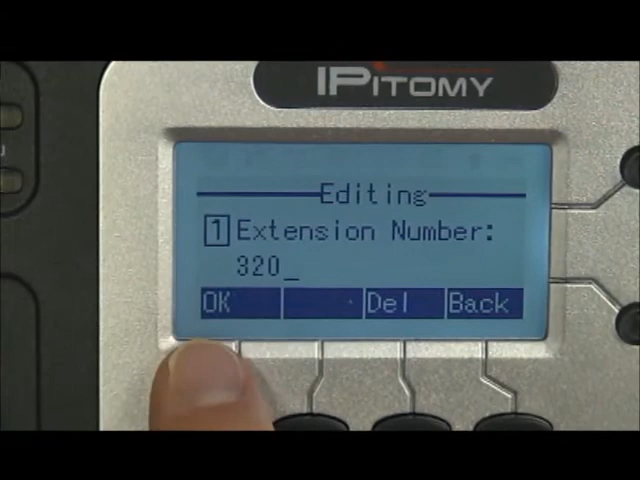 IPITOMY
Editing
1 Extension Number:
320_
OK Del Back